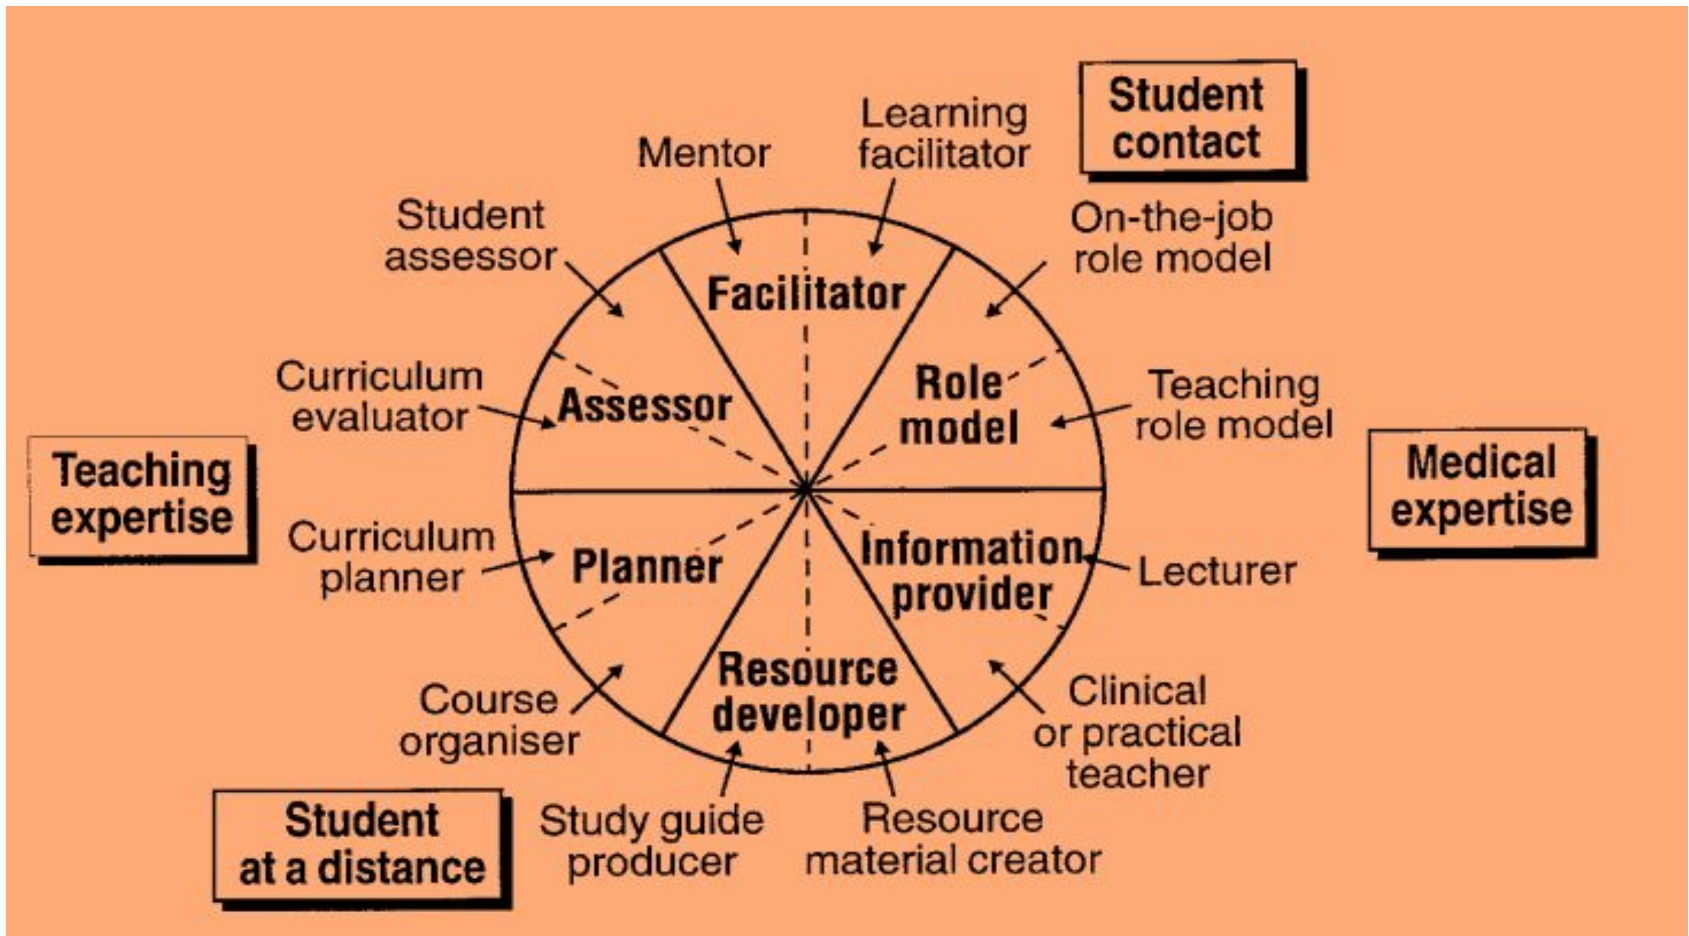 Student
contact
Learning
facilitator
Mentor
Student
assessor
On-the-job
role model
Facilitator
Role
model
Teaching
role model
Curriculum
evaluator
Assessor
Teaching
expertise
Medical
expertise
Curriculum
planner
Planner
Information
provider
Lecturer
Resource
developer
Course
organiser
Clinical
or practical
teacher
Student
at a distance
Study guide
producer
Resource
material creator